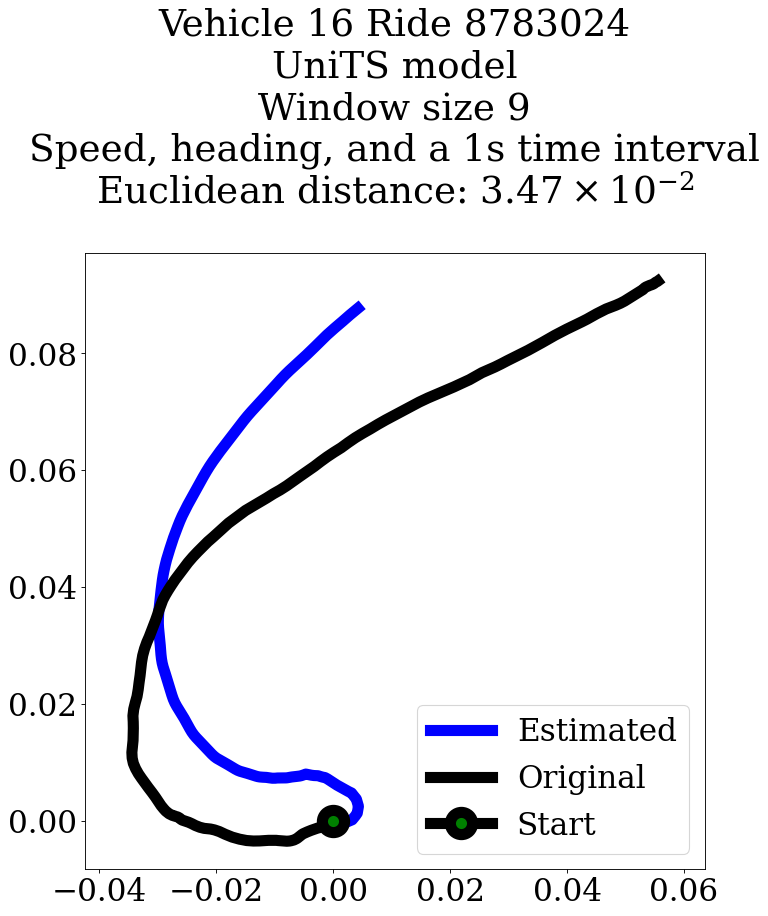 Vehicle 16 Ride 8783024
UniTS model
Window size 9
Speed, heading, and a 1s time interval
Euclidean distance: 3.47 × 10⁻²
0.08
0.06
0.04
0.02
0.00
Estimated
Original
Start
−0.04 −0.02 0.00 0.02 0.04 0.06